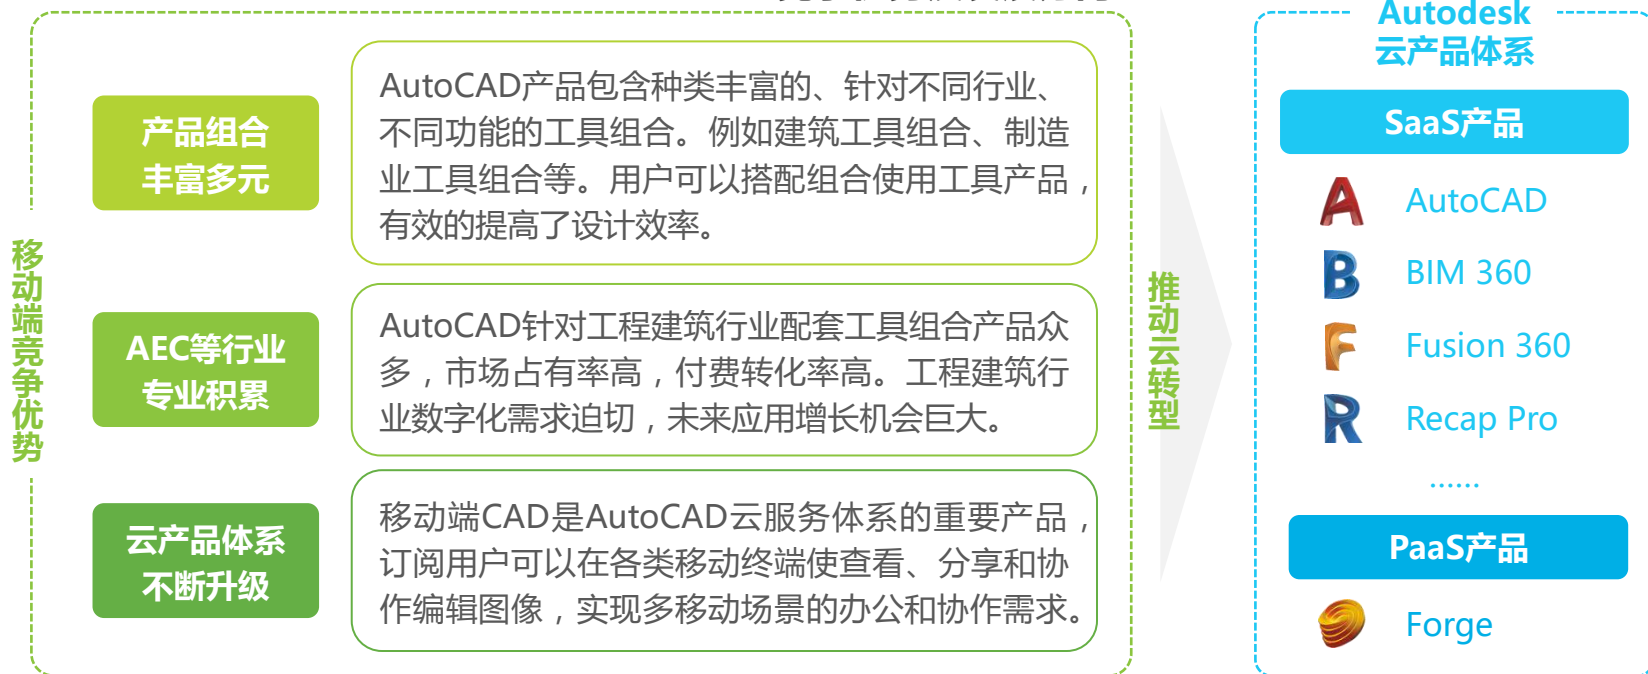 移动端竞争优势
产品组合
丰富多元
AutoCAD产品包含种类丰富的、针对不同行业、
不同功能的工具组合。例如建筑工具组合、制造
业工具组合等。用户可以搭配组合使用工具产品，
有效的提高了设计效率。
AEC等行业
专业积累
AutoCAD针对工程建筑行业配套工具组合产品众
多，市场占有率高，付费转化率高。工程建筑行
业数字化需求迫切，未来应用增长机会巨大。
云产品体系
不断升级
移动端CAD是AutoCAD云服务体系的重要产品，
订阅用户可以在各类移动终端使查看、分享和协
作编辑图像，实现多移动场景的办公和协作需求。
推动云转型
Autodesk
云产品体系
SaaS产品
AutoCAD
BIM 360
Fusion 360
Recap Pro
......
PaaS产品
Forge